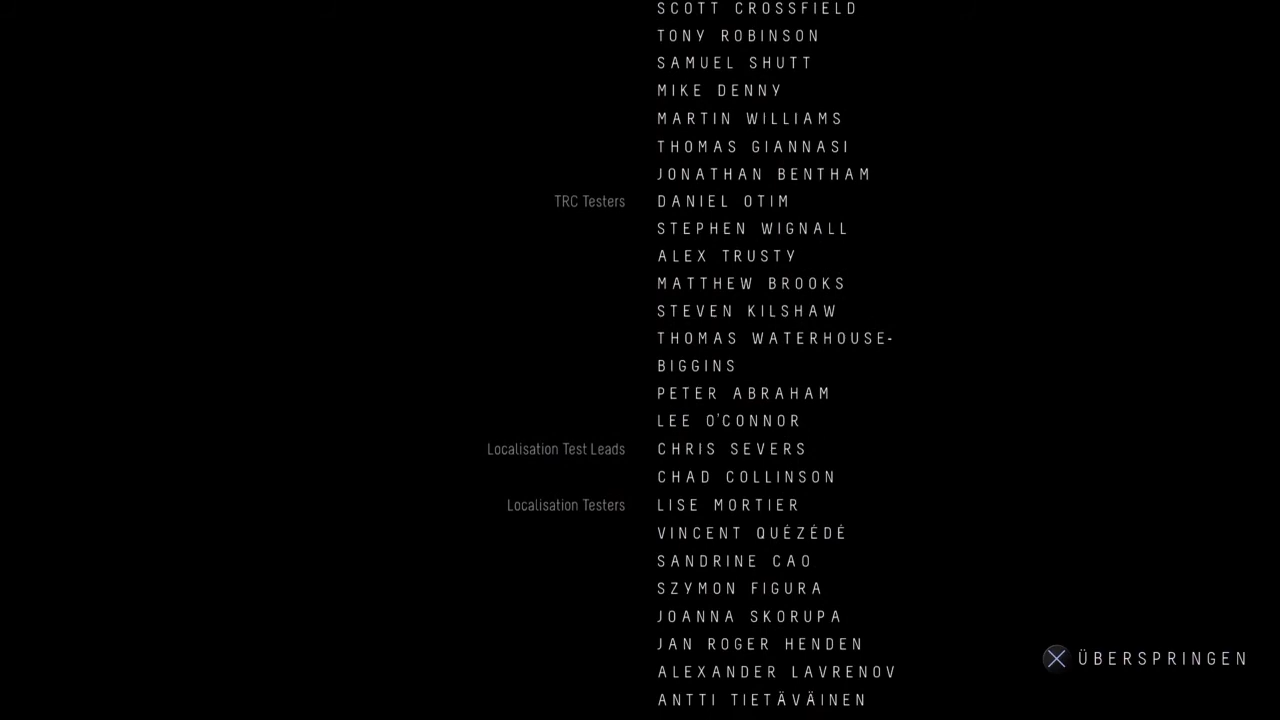 SCOTT CROSSFIELD
TONY ROBINSON
SAMUEL SHUTT
MIKE DENNY
MARTIN WILLIAMS
THOMAS GIANNASI
JONATHAN BENTHAM
TRC Testers DANIEL OTIM
STEPHEN WIGNALL
ALEX TRUSTY
MATTHEW BROOKS
STEVEN KILSHAW
THOMAS WATERHOUSE-
BIGGINS
PETER ABRAHAM
LEE O'CONNOR
Localisation Test Leads CHRIS SEVERS
CHAD COLLINSON
Localisation Testers LISE MORTIER
VINCENT QUÉZÉDÉ
SANDRINE CAO
SZYMON FIGURA
JOANNA SKORUPA
JAN ROGER HENDEN
ÜBERSPRINGEN
ALEXANDER LAVRENOV
ANTTI TIETÄVÄINEN